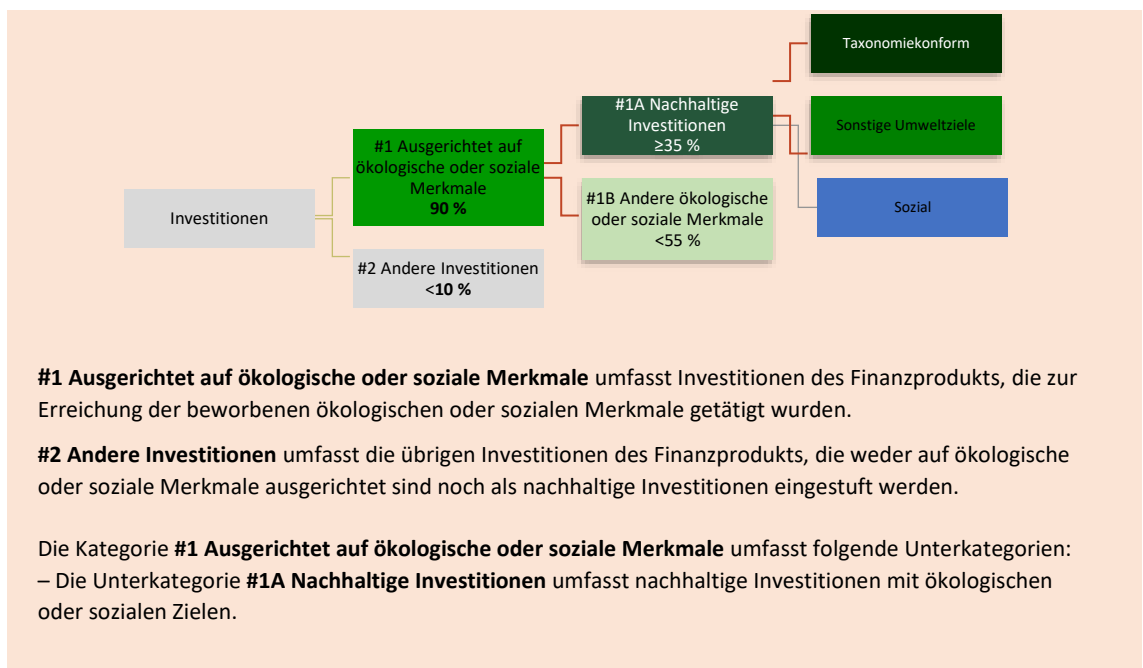 Taxonomiekonform
#1A Nachhaltige
Investitionen
≥35 %
Sonstige Umweltziele
#1 Ausgerichtet auf
ökologische oder soziale
Merkmale
90 %
#1B Andere ökologische
oder soziale Merkmale
<55 %
Sozial
Investitionen
#2 Andere Investitionen
<10 %
#1 Ausgerichtet auf ökologische oder soziale Merkmale umfasst Investitionen des Finanzprodukts, die zur
Erreichung der beworbenen ökologischen oder sozialen Merkmale getätigt wurden.
#2 Andere Investitionen umfasst die übrigen Investitionen des Finanzprodukts, die weder auf ökologische
oder soziale Merkmale ausgerichtet sind noch als nachhaltige Investitionen eingestuft werden.
Die Kategorie #1 Ausgerichtet auf ökologische oder soziale Merkmale umfasst folgende Unterkategorien:
– Die Unterkategorie #1A Nachhaltige Investitionen umfasst nachhaltige Investitionen mit ökologischen
oder sozialen Zielen.